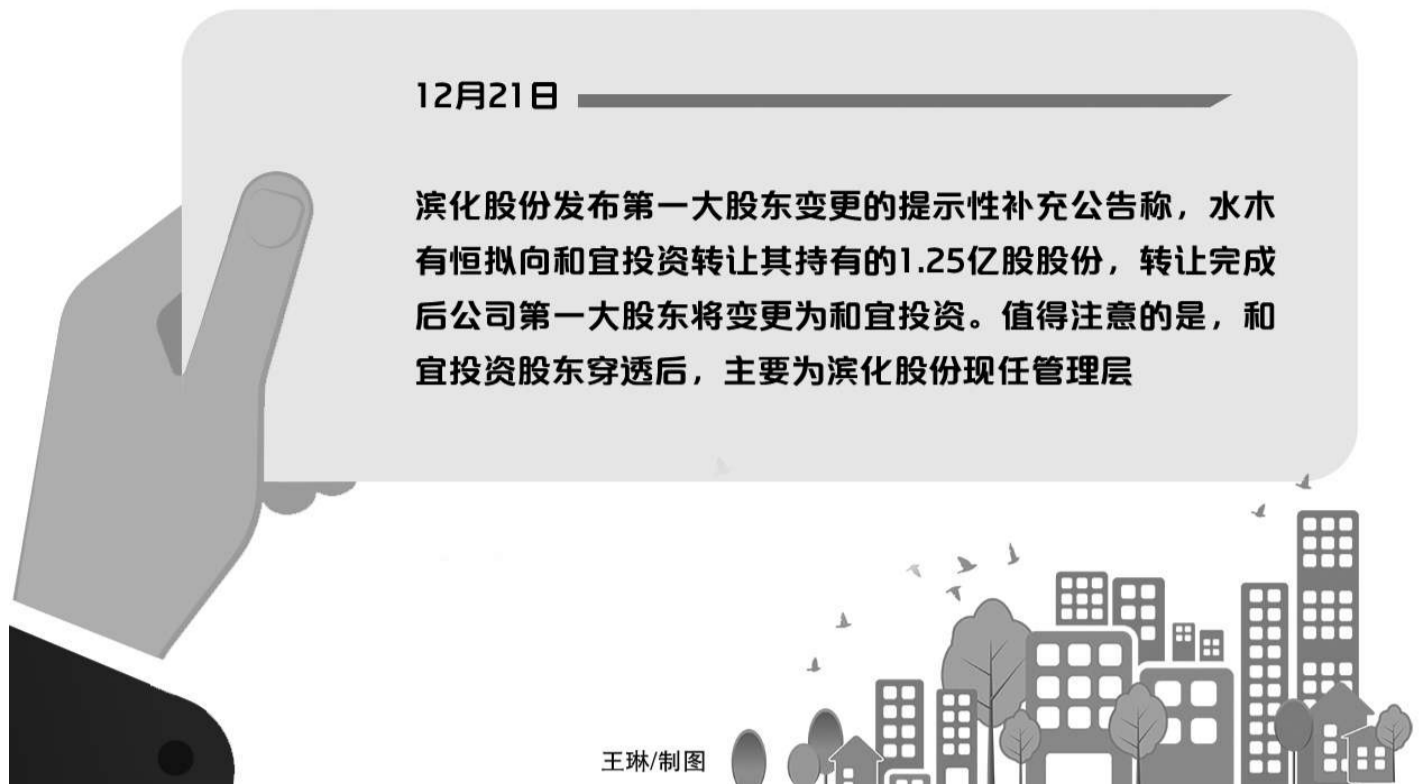 12月21日
滨化股份发布第一大股东变更的提示性补充公告称，水木
有恒拟向和宜投资转让其持有的1.25亿股股份，转让完成
后公司第一大股东将变更为和宜投资。值得注意的是，和
宜投资股东穿透后，主要为滨化股份现任管理层
王琳/制图